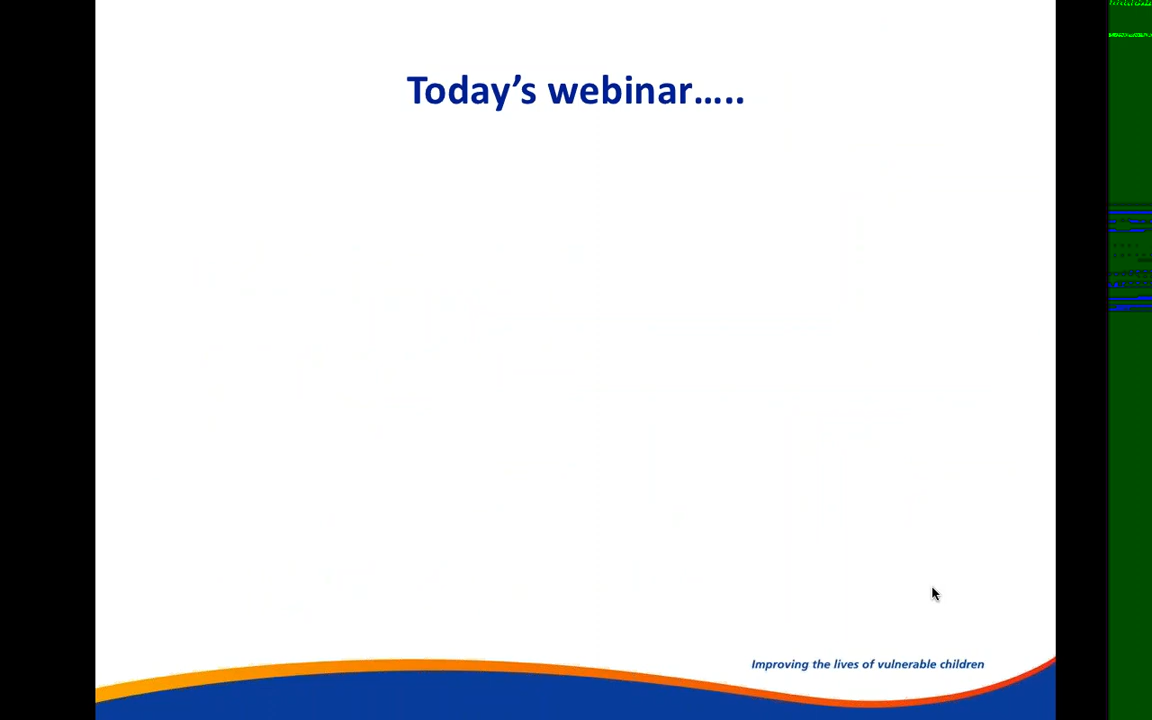 Today’s webinar.....
Improving the lives of vulnerable children